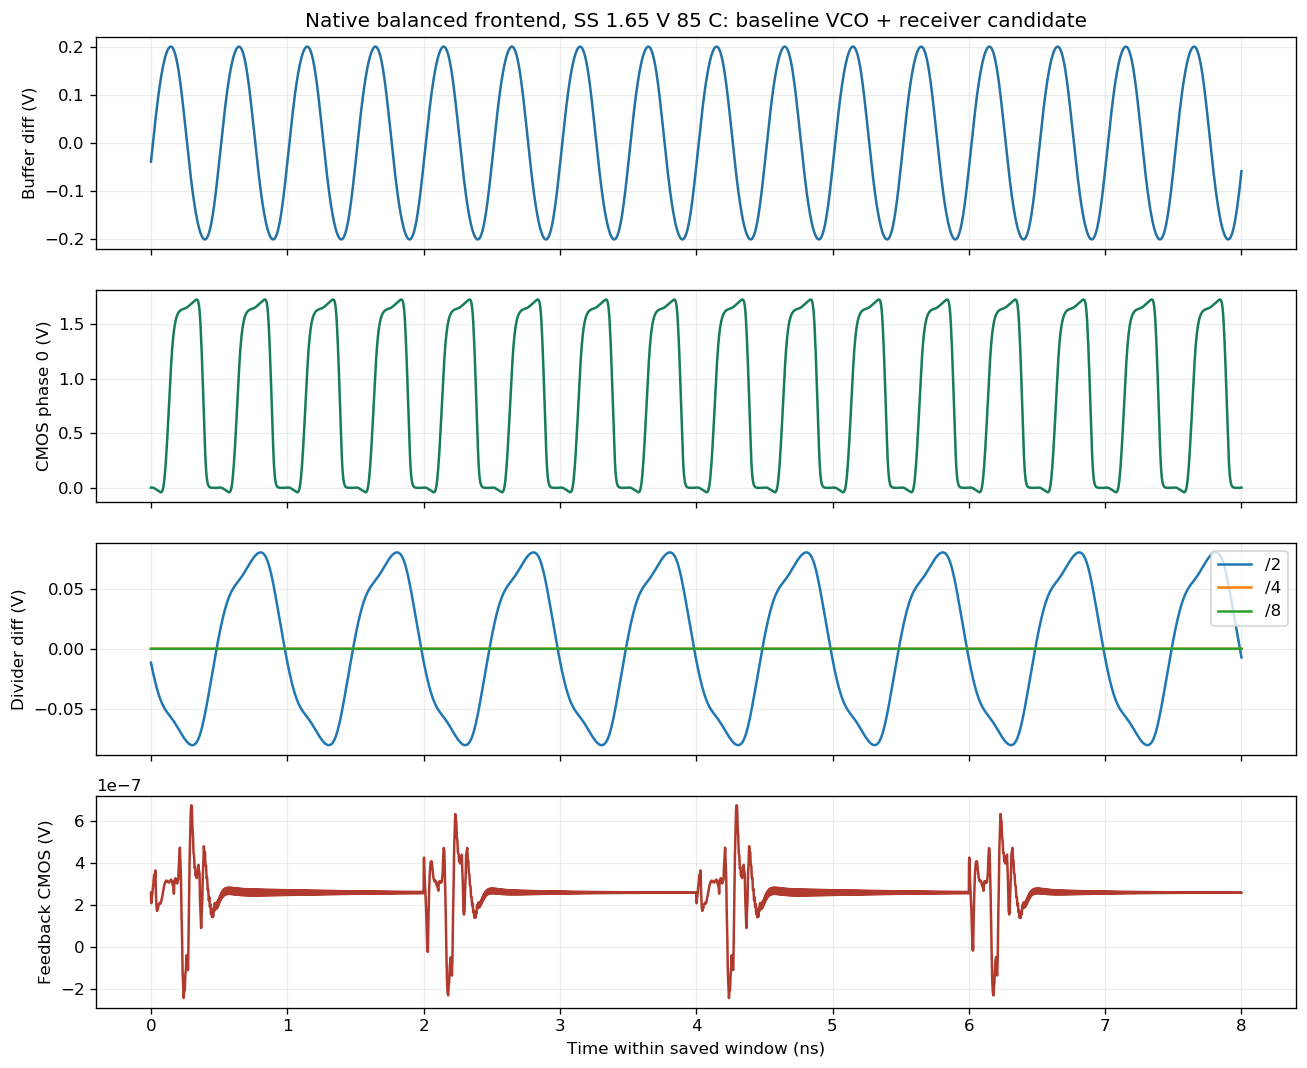 Native balanced frontend, SS 1.65 V 85 C: baseline VCO + receiver candidate
Buffer diff (V)
0.2
0.1
0.0
−0.1
−0.2
CMOS phase 0 (V)
1.5
1.0
0.5
0.0
Divider diff (V)
0.05
0.00
−0.05
/2
/4
/8
1e−7
Feedback CMOS (V)
6
4
2
0
−2
0 1 2 3 4 5 6 7 8
Time within saved window (ns)